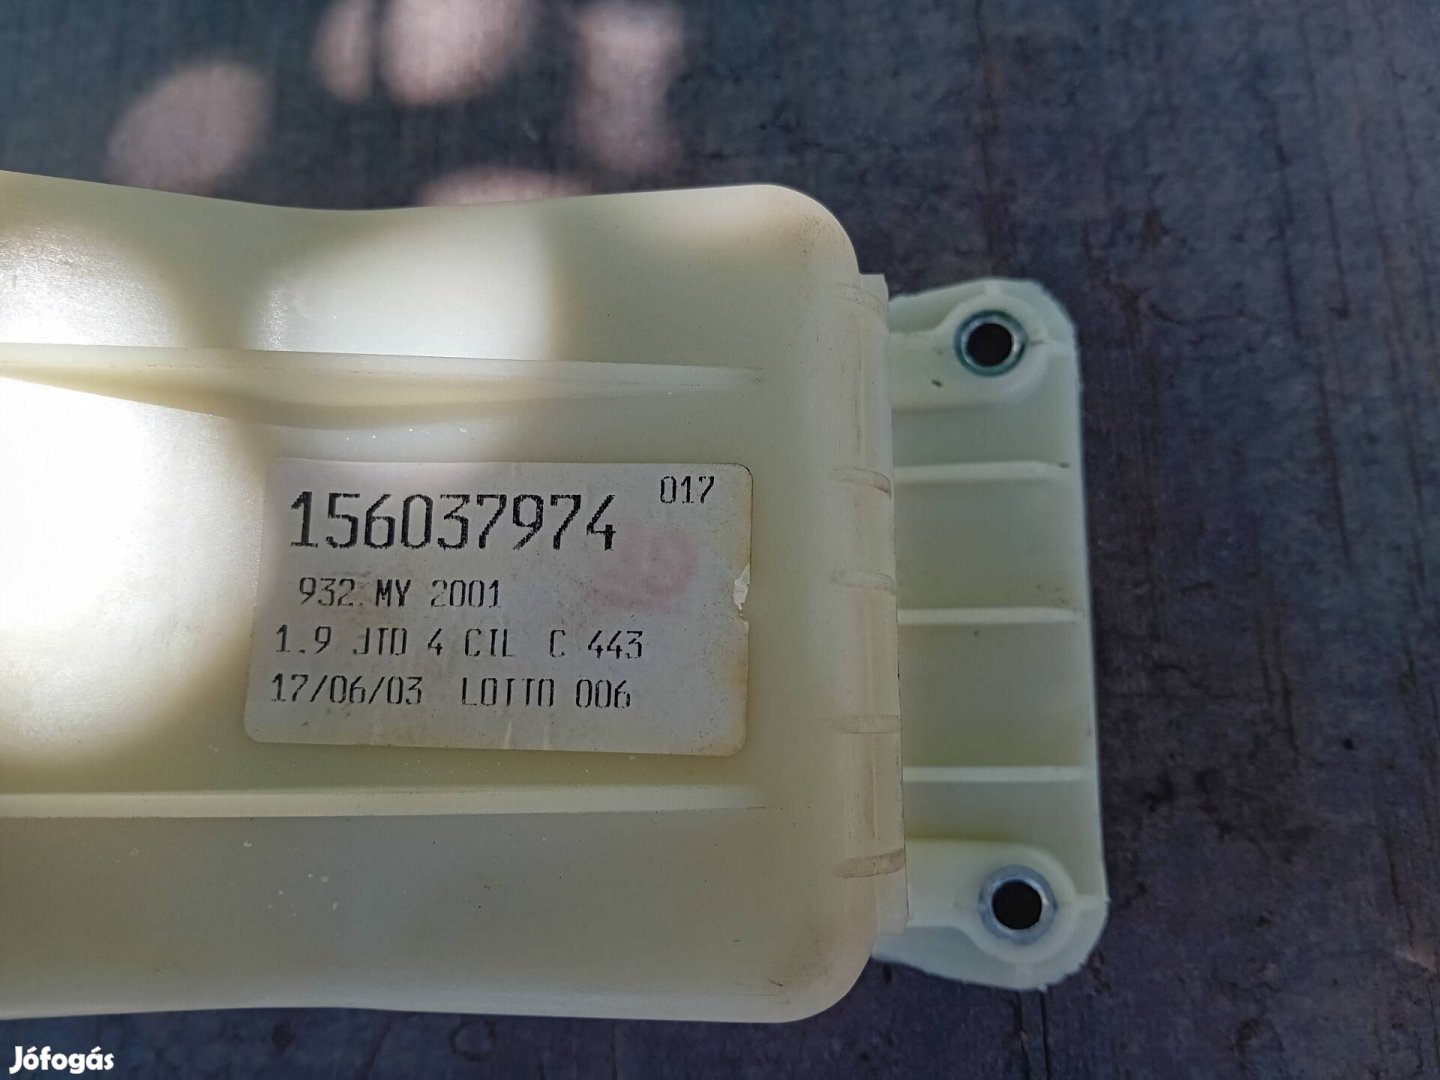 156037974 017
932 MY 2001
1.9 JTD 4 CIL C 443
17/06/03 LOTTO 006
Jófogás